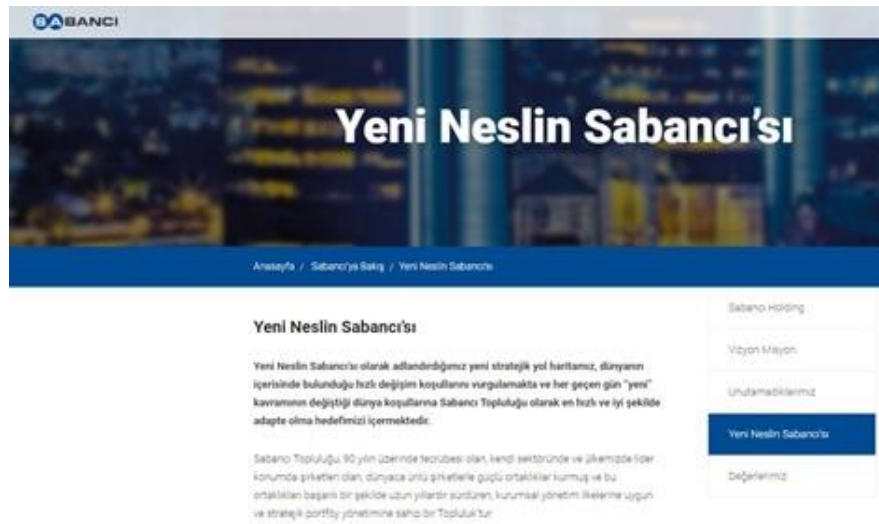 SABANCI
Yeni Neslin Sabancı'sı
Anasayfa / Sabancı'ya Bakış / Yeni Neslin Sabancı'sı
Yeni Neslin Sabancı'sı
Yeni Neslin Sabancı'sı olarak adlandırdığımız yeni stratejik yol haritamız, dünyanın
içerisinde bulunduğu hızlı değişim koşullarını vurgulamakta ve her geçen gün "yeni"
kavramının değiştiği dünya koşullarına Sabancı Topluluğu olarak en hızlı ve iyi şekilde
adapte olma hedefimizi içermektedir.
Sabancı Topluluğu, 90 yılın üzerinde tecrübesi olan, kendi sektöründe ve ülkemizde lider
konumda şirketleri olan, dünyaca ünlü şirketlerle güçlü ortaklıklar kurmuş ve bu
ortaklıkları başarılı bir şekilde uzun yıllardır sürdüren, kurumsal yönetim ilkelerine uygun
ve stratejik portföy yönetimine sahip bir Topluluk'tur.
Sabancı Holding
Vizyon Misyon
Unutamadıklarımız
Yeni Neslin Sabancı'sı
Değerlerimiz